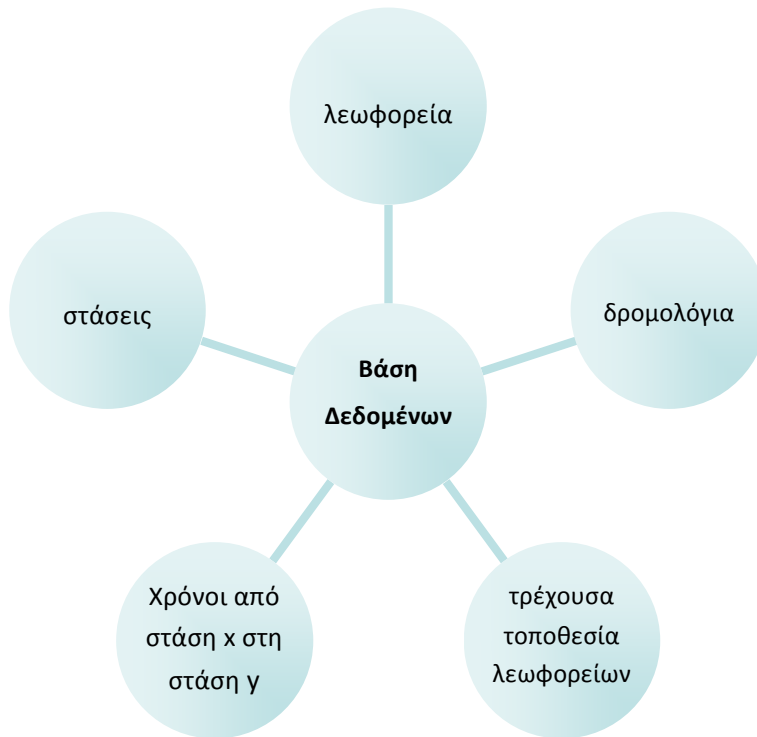 λεωφορεία
στάσεις
δρομολόγια
Βάση
Δεδομένων
Χρόνοι από
στάση x στη
στάση y
τρέχουσα
τοποθεσία
λεωφορείων